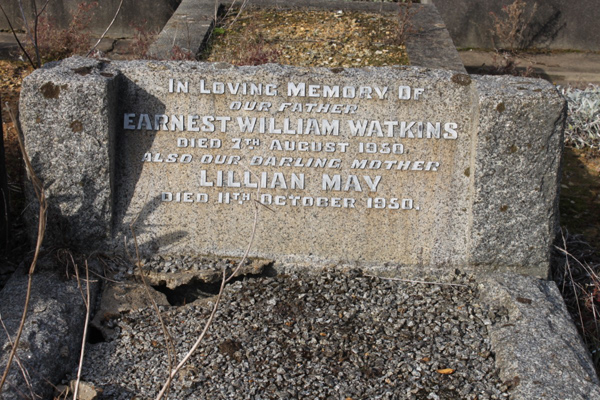 IN LOVING MEMORY OF
OUR FATHER
EARNEST WILLIAM WATKINS
DIED 7TH AUGUST 1930,
ALSO OUR DARLING MOTHER
LILLIAN MAY
DIED 11TH OCTOBER 1950.